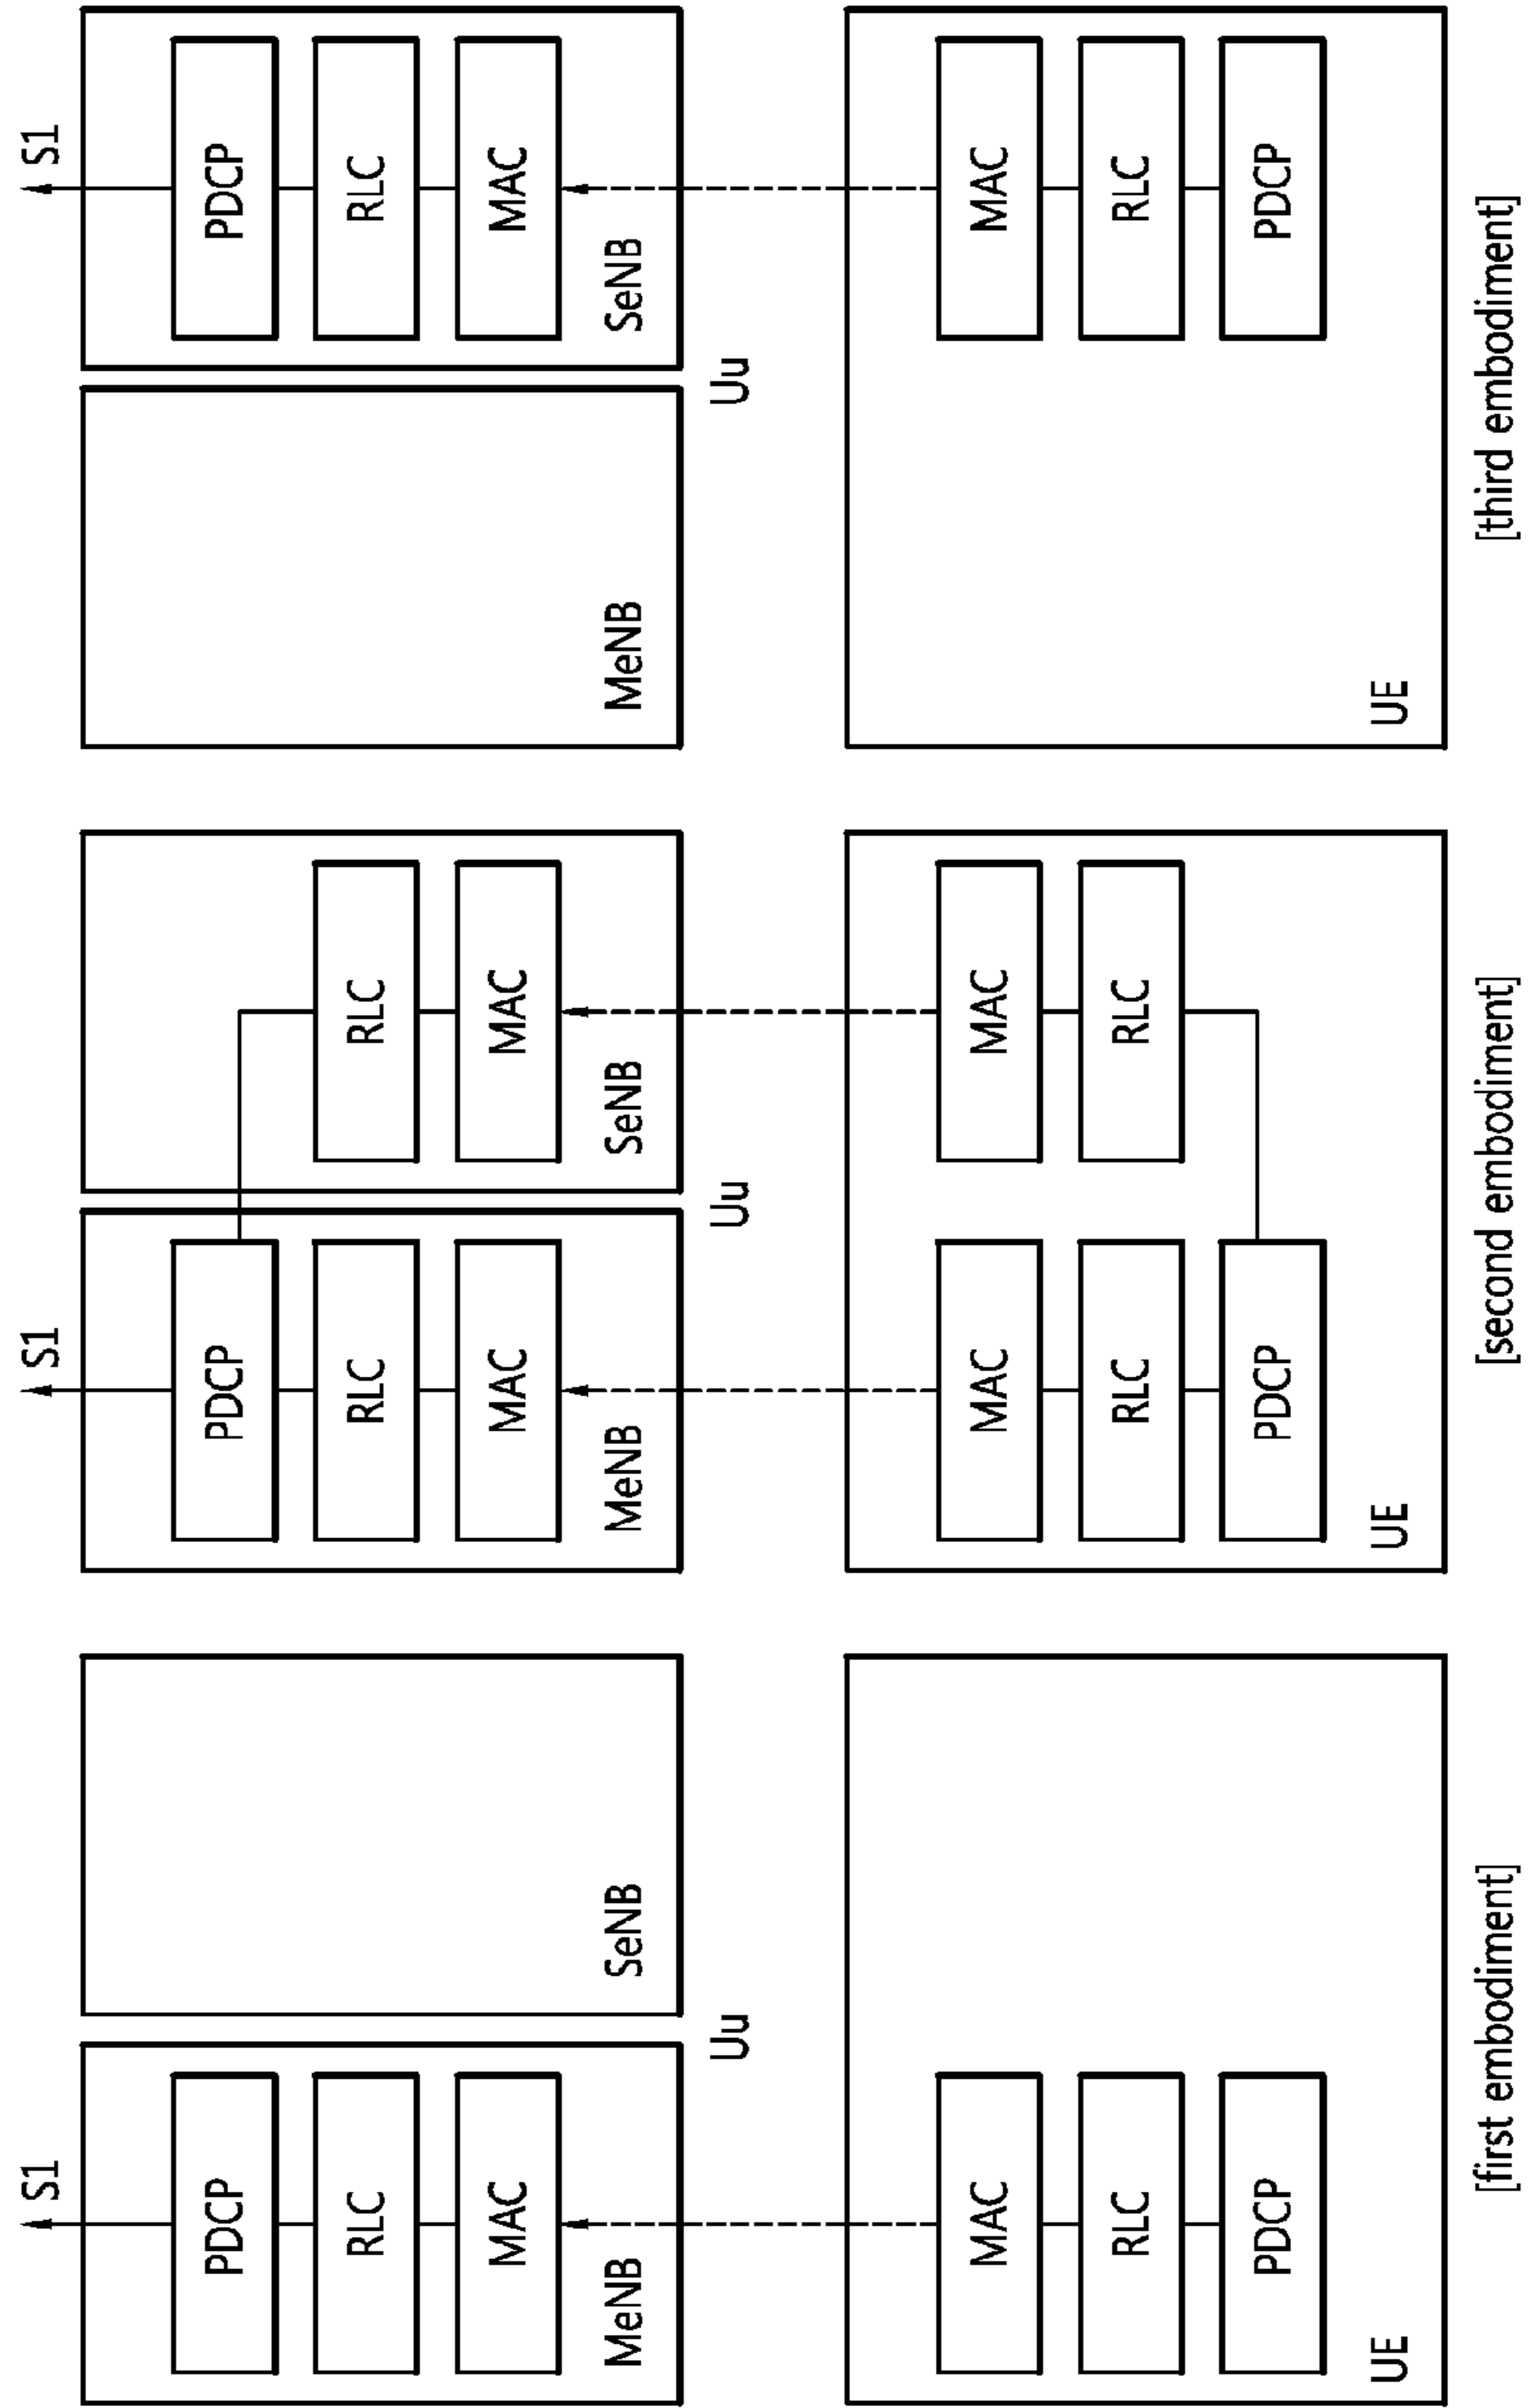 S1
PDCP
RLC
MAC
MeNB
SeNB
Uu
MAC
RLC
PDCP
UE
[first embodiment]
S1
PDCP
RLC
MAC
MeNB
RLC
MAC
SeNB
Uu
MAC
RLC
PDCP
MAC
RLC
UE
[second embodiment]
S1
MeNB
PDCP
RLC
MAC
SeNB
Uu
MAC
RLC
PDCP
UE
[third embodiment]